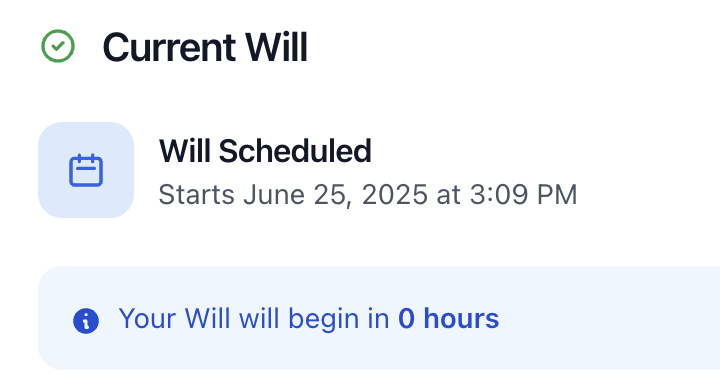 Current Will
Will Scheduled
Starts June 25, 2025 at 3:09 PM
Your Will will begin in 0 hours